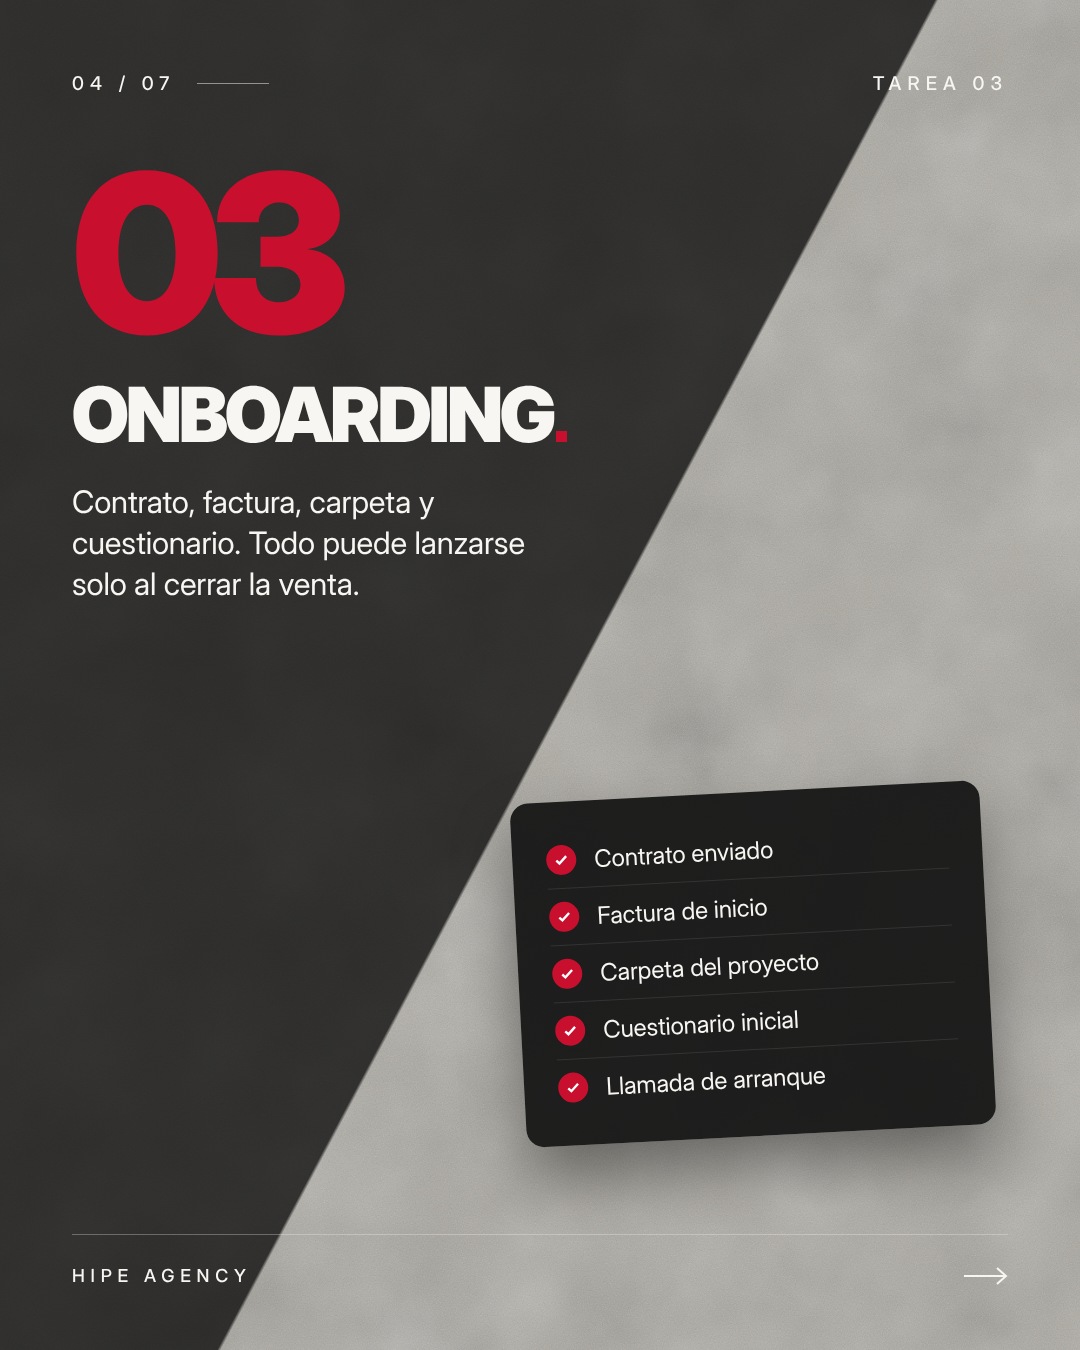 04 / 07
TAREA 03
03
ONBOARDING.
Contrato, factura, carpeta y
cuestionario. Todo puede lanzarse
solo al cerrar la venta.
Contrato enviado
Factura de inicio
Carpeta del proyecto
Cuestionario inicial
Llamada de arranque
HIPE AGENCY